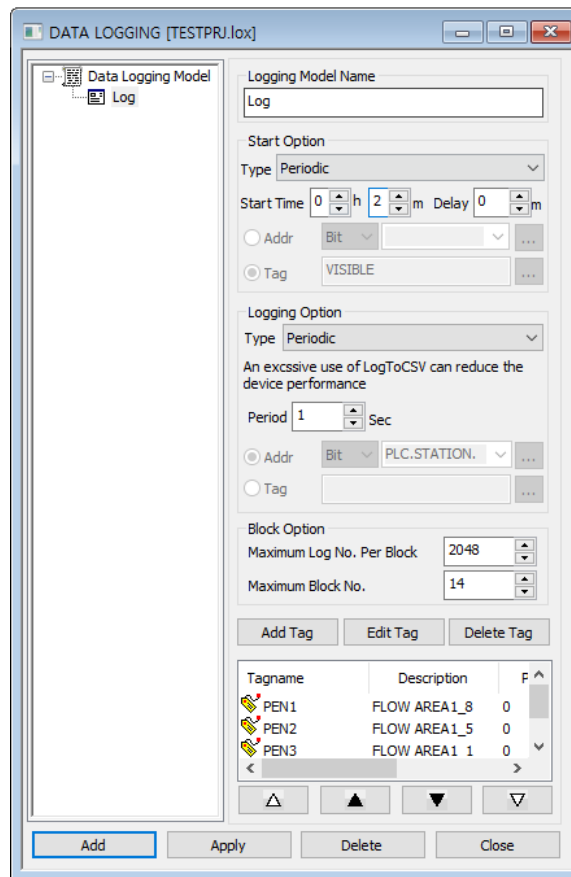 DATA LOGGING [TESTPRJ.lox]
Data Logging Model
Log
Logging Model Name
Log
Start Option
Type Periodic
Start Time 0 h 2 m Delay 0 m
Addr Bit ...
Tag VISIBLE ...
Logging Option
Type Periodic
An excssive use of LogToCSV can reduce the
device performance
Period 1 Sec
Addr Bit PLC.STATION. ...
Tag ...
Block Option
Maximum Log No. Per Block 2048
Maximum Block No. 14
Add Tag Edit Tag Delete Tag
Tagname Description
PEN1 FLOW AREA1_8 0
PEN2 FLOW AREA1_5 0
PEN3 FLOW AREA1_1 0
Add Apply Delete Close